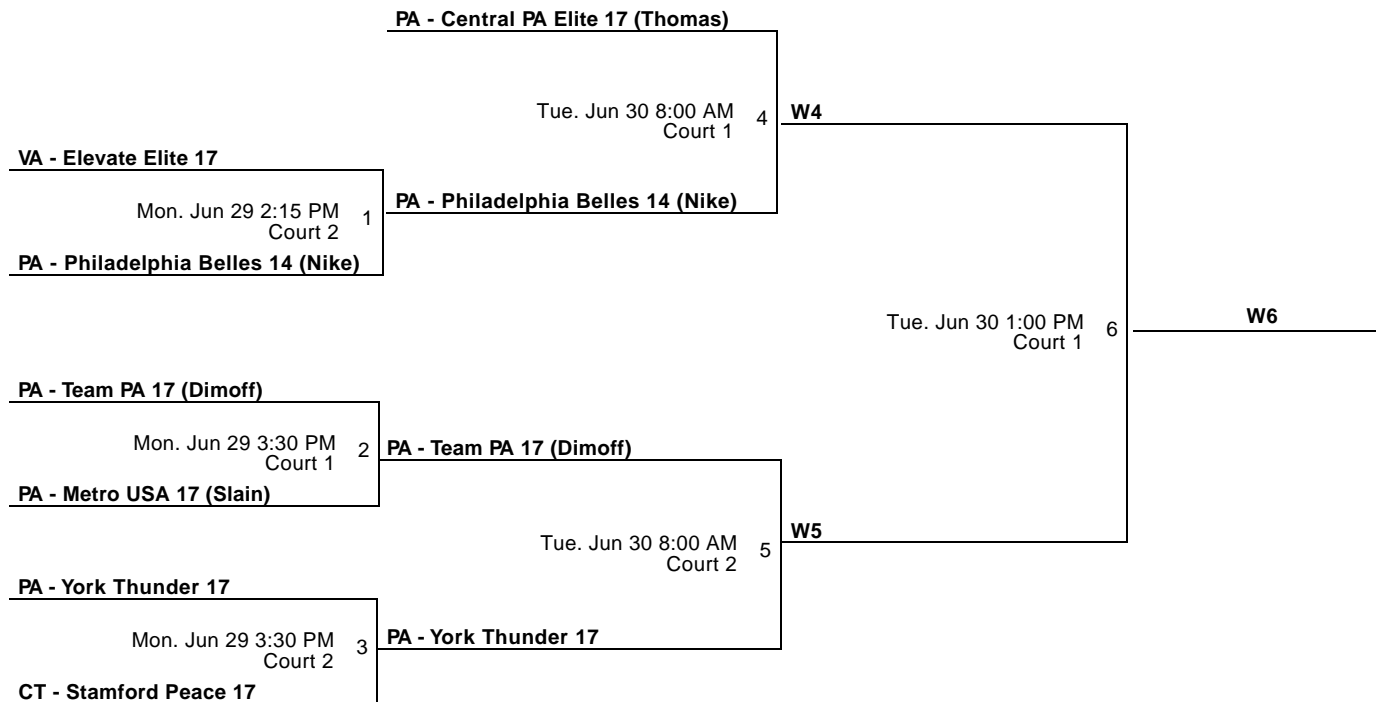 PA - Central PA Elite 17 (Thomas)
Tue. Jun 30 8:00 AM
Court 1
4
W4
VA - Elevate Elite 17
Mon. Jun 29 2:15 PM
Court 2
1
PA - Philadelphia Belles 14 (Nike)
PA - Philadelphia Belles 14 (Nike)
Tue. Jun 30 1:00 PM
Court 1
6
W6
PA - Team PA 17 (Dimoff)
Mon. Jun 29 3:30 PM
Court 1
2
PA - Team PA 17 (Dimoff)
PA - Metro USA 17 (Slain)
Tue. Jun 30 8:00 AM
Court 2
5
W5
PA - York Thunder 17
Mon. Jun 29 3:30 PM
Court 2
3
PA - York Thunder 17
CT - Stamford Peace 17